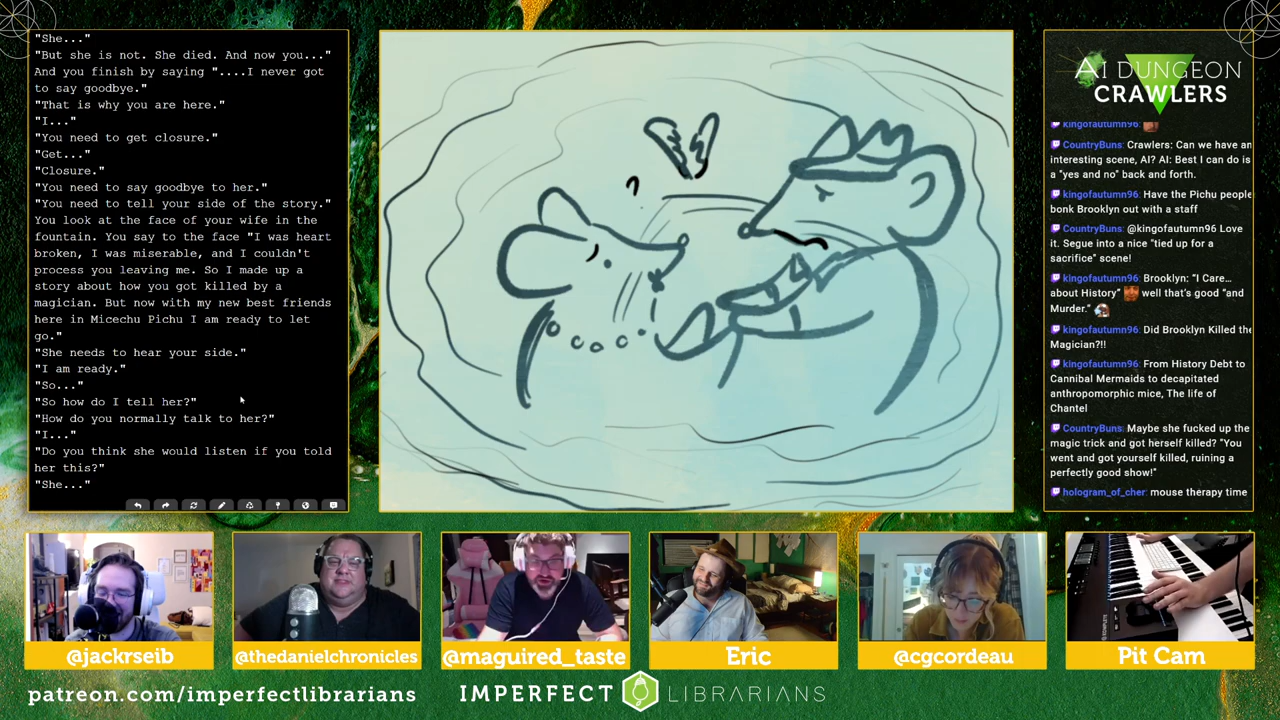 "She..."
"But she is not. She died. And now you..."
And you finish by saying "....I never got
to say goodbye."
"That is why you are here."
"I..."
"You need to get closure."
"Get..."
"Closure."
"You need to say goodbye to her."
"You need to tell your side of the story."
You look at the face of your wife in the
fountain. You say to the face "I was heart
broken, I was miserable, and I couldn't
process you leaving me. So I made up a
story about how you got killed by a
magician. But now with my new best friends
here in Micechu Pichu I am ready to let
go."
"She needs to hear your side."
"I am ready."
"So..."
"So how do I tell her?"
"How do you normally talk to her?"
"I..."
"Do you think she would listen if you told
her this?"
"She..."
AI DUNGEON
CRAWLERS
kingofautumn96:
CountryBuns: Crawlers: Can we have an
interesting scene, AI? AI: Best I can do is
a "yes and no" back and forth.
kingofautumn96: Have the Pichu people
bonk Brooklyn out with a staff
CountryBuns: @kingofautumn96 Love
it. Segue into a nice "tied up for a
sacrifice" scene!
kingofautumn96: Brooklyn: "I Care...
about History" well that's good "and
Murder."
kingofautumn96: Did Brooklyn Killed the
Magician?!!
kingofautumn96: From History Debt to
Cannibal Mermaids to decapitated
anthropomorphic mice, The life of
Chantel
CountryBuns: Maybe she fucked up the
magic trick and got herself killed? "You
went and got yourself killed, ruining a
perfectly good show!"
hologram_of_cher: mouse therapy time
@jackrseib
@thedanielchronicles
@maguired_taste
Eric
@cgcordeau
Pit Cam
patreon.com/imperfectlibrarians
IMPERFECT LIBRARIANS